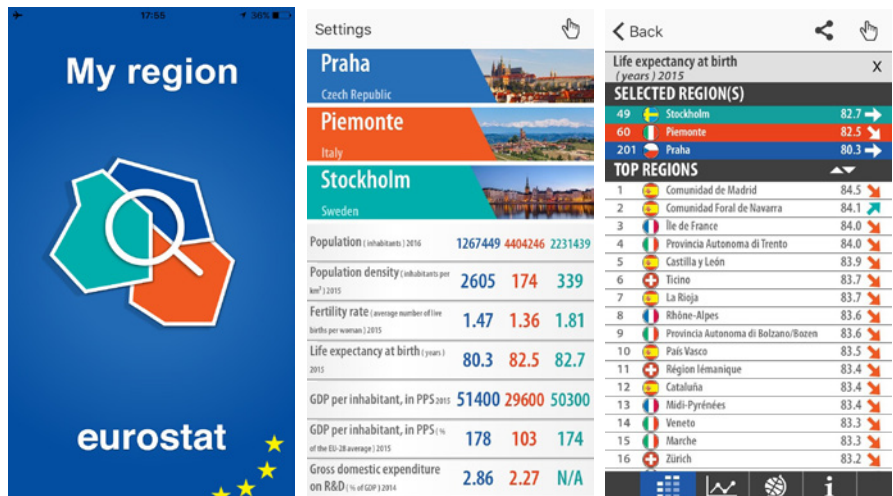 17:55
36%
My region
eurostat
Settings
Praha
Czech Republic
Piemonte
Italy
Stockholm
Sweden
Population ( inhabitants ) 2016 1267449 4404246 2231439
Population density ( inhabitants per
km² ) 2015 2605 174 339
Fertility rate ( average number of live
births per woman ) 2015 1.47 1.36 1.81
Life expectancy at birth ( years )
2015 80.3 82.5 82.7
GDP per inhabitant, in PPS 2015 51400 29600 50300
GDP per inhabitant, in PPS ( %
of the EU-28 average ) 2015 178 103 174
Gross domestic expenditure
on R&D ( % of GDP ) 2014 2.86 2.27 N/A
Back
Life expectancy at birth
( years ) 2015 X
SELECTED REGION(S)
49 Stockholm 82.7
60 Piemonte 82.5
201 Praha 80.3
TOP REGIONS
1 Comunidad de Madrid 84.5
2 Comunidad Foral de Navarra 84.1
3 Île de France 84.0
4 Provincia Autonoma di Trento 84.0
5 Castilla y León 83.9
6 Ticino 83.7
7 La Rioja 83.7
8 Rhône-Alpes 83.6
9 Provincia Autonoma di Bolzano/Bozen 83.6
10 País Vasco 83.5
11 Région lémanique 83.4
12 Cataluña 83.4
13 Midi-Pyrénées 83.4
14 Veneto 83.3
15 Marche 83.3
16 Zürich 83.2
i